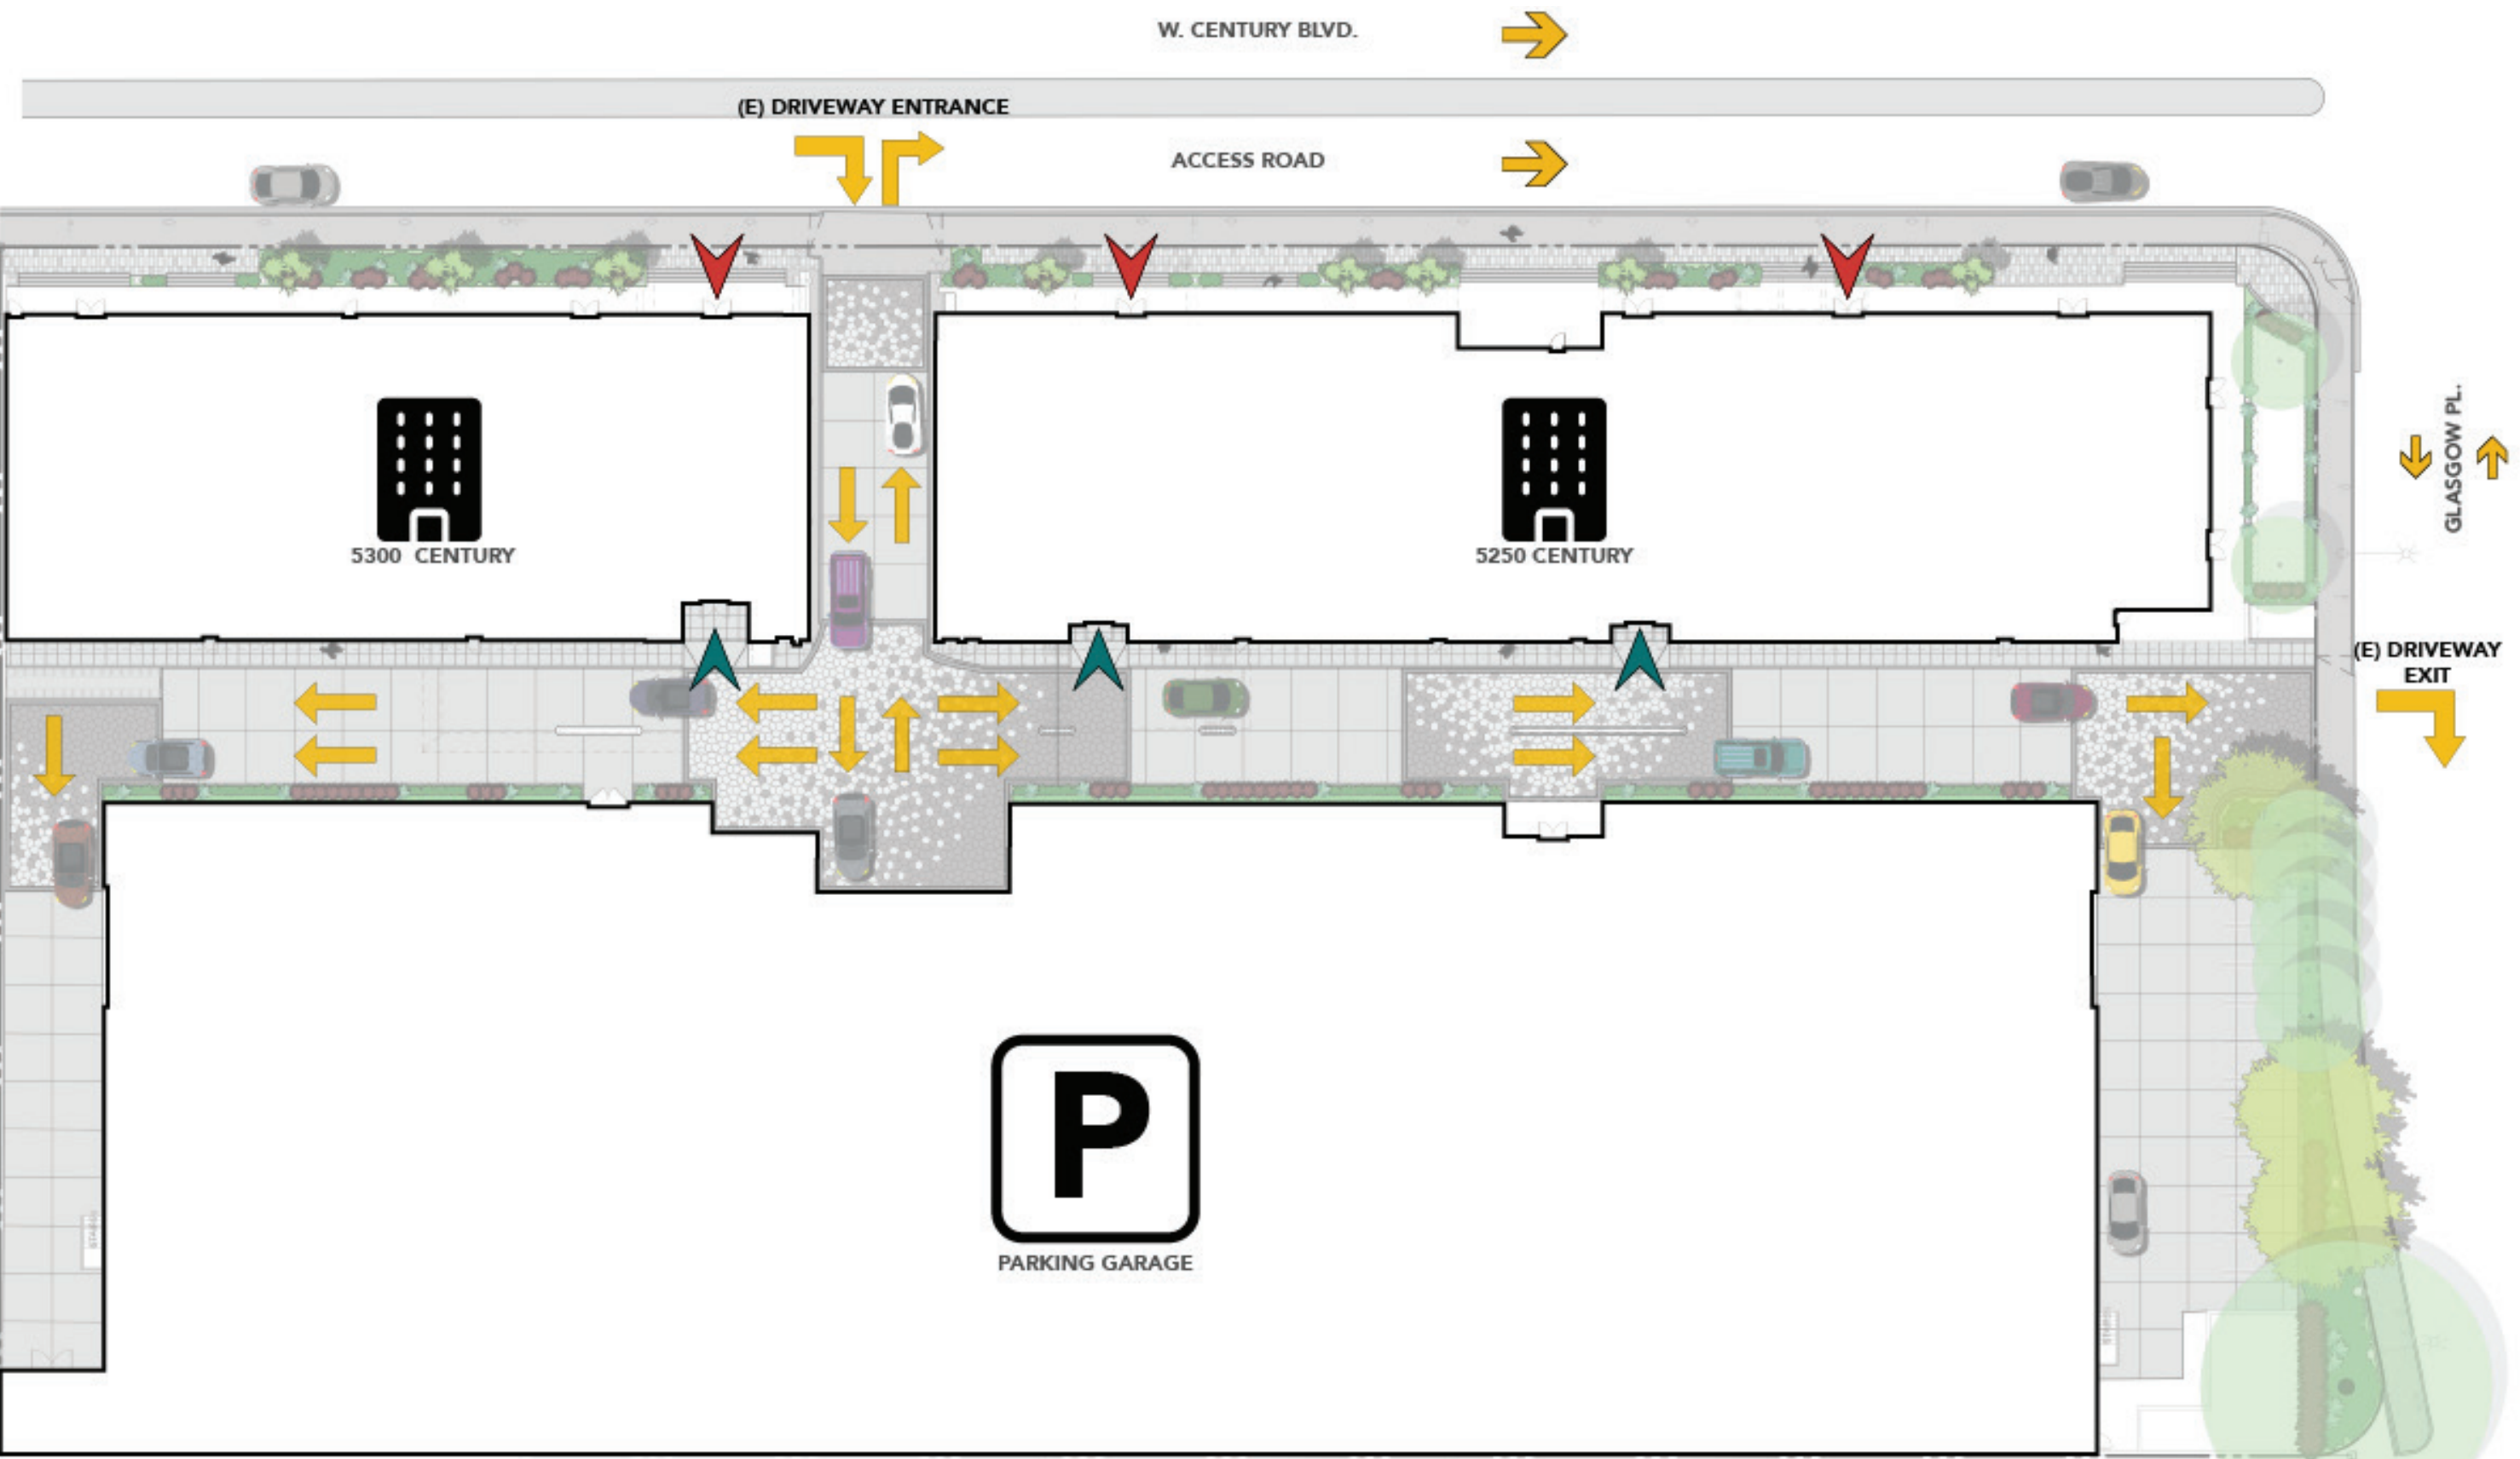 W. CENTURY BLVD.
(E) DRIVEWAY ENTRANCE
ACCESS ROAD
GLASGOW PL.
5300 CENTURY
5250 CENTURY
(E) DRIVEWAY
EXIT
P
PARKING GARAGE